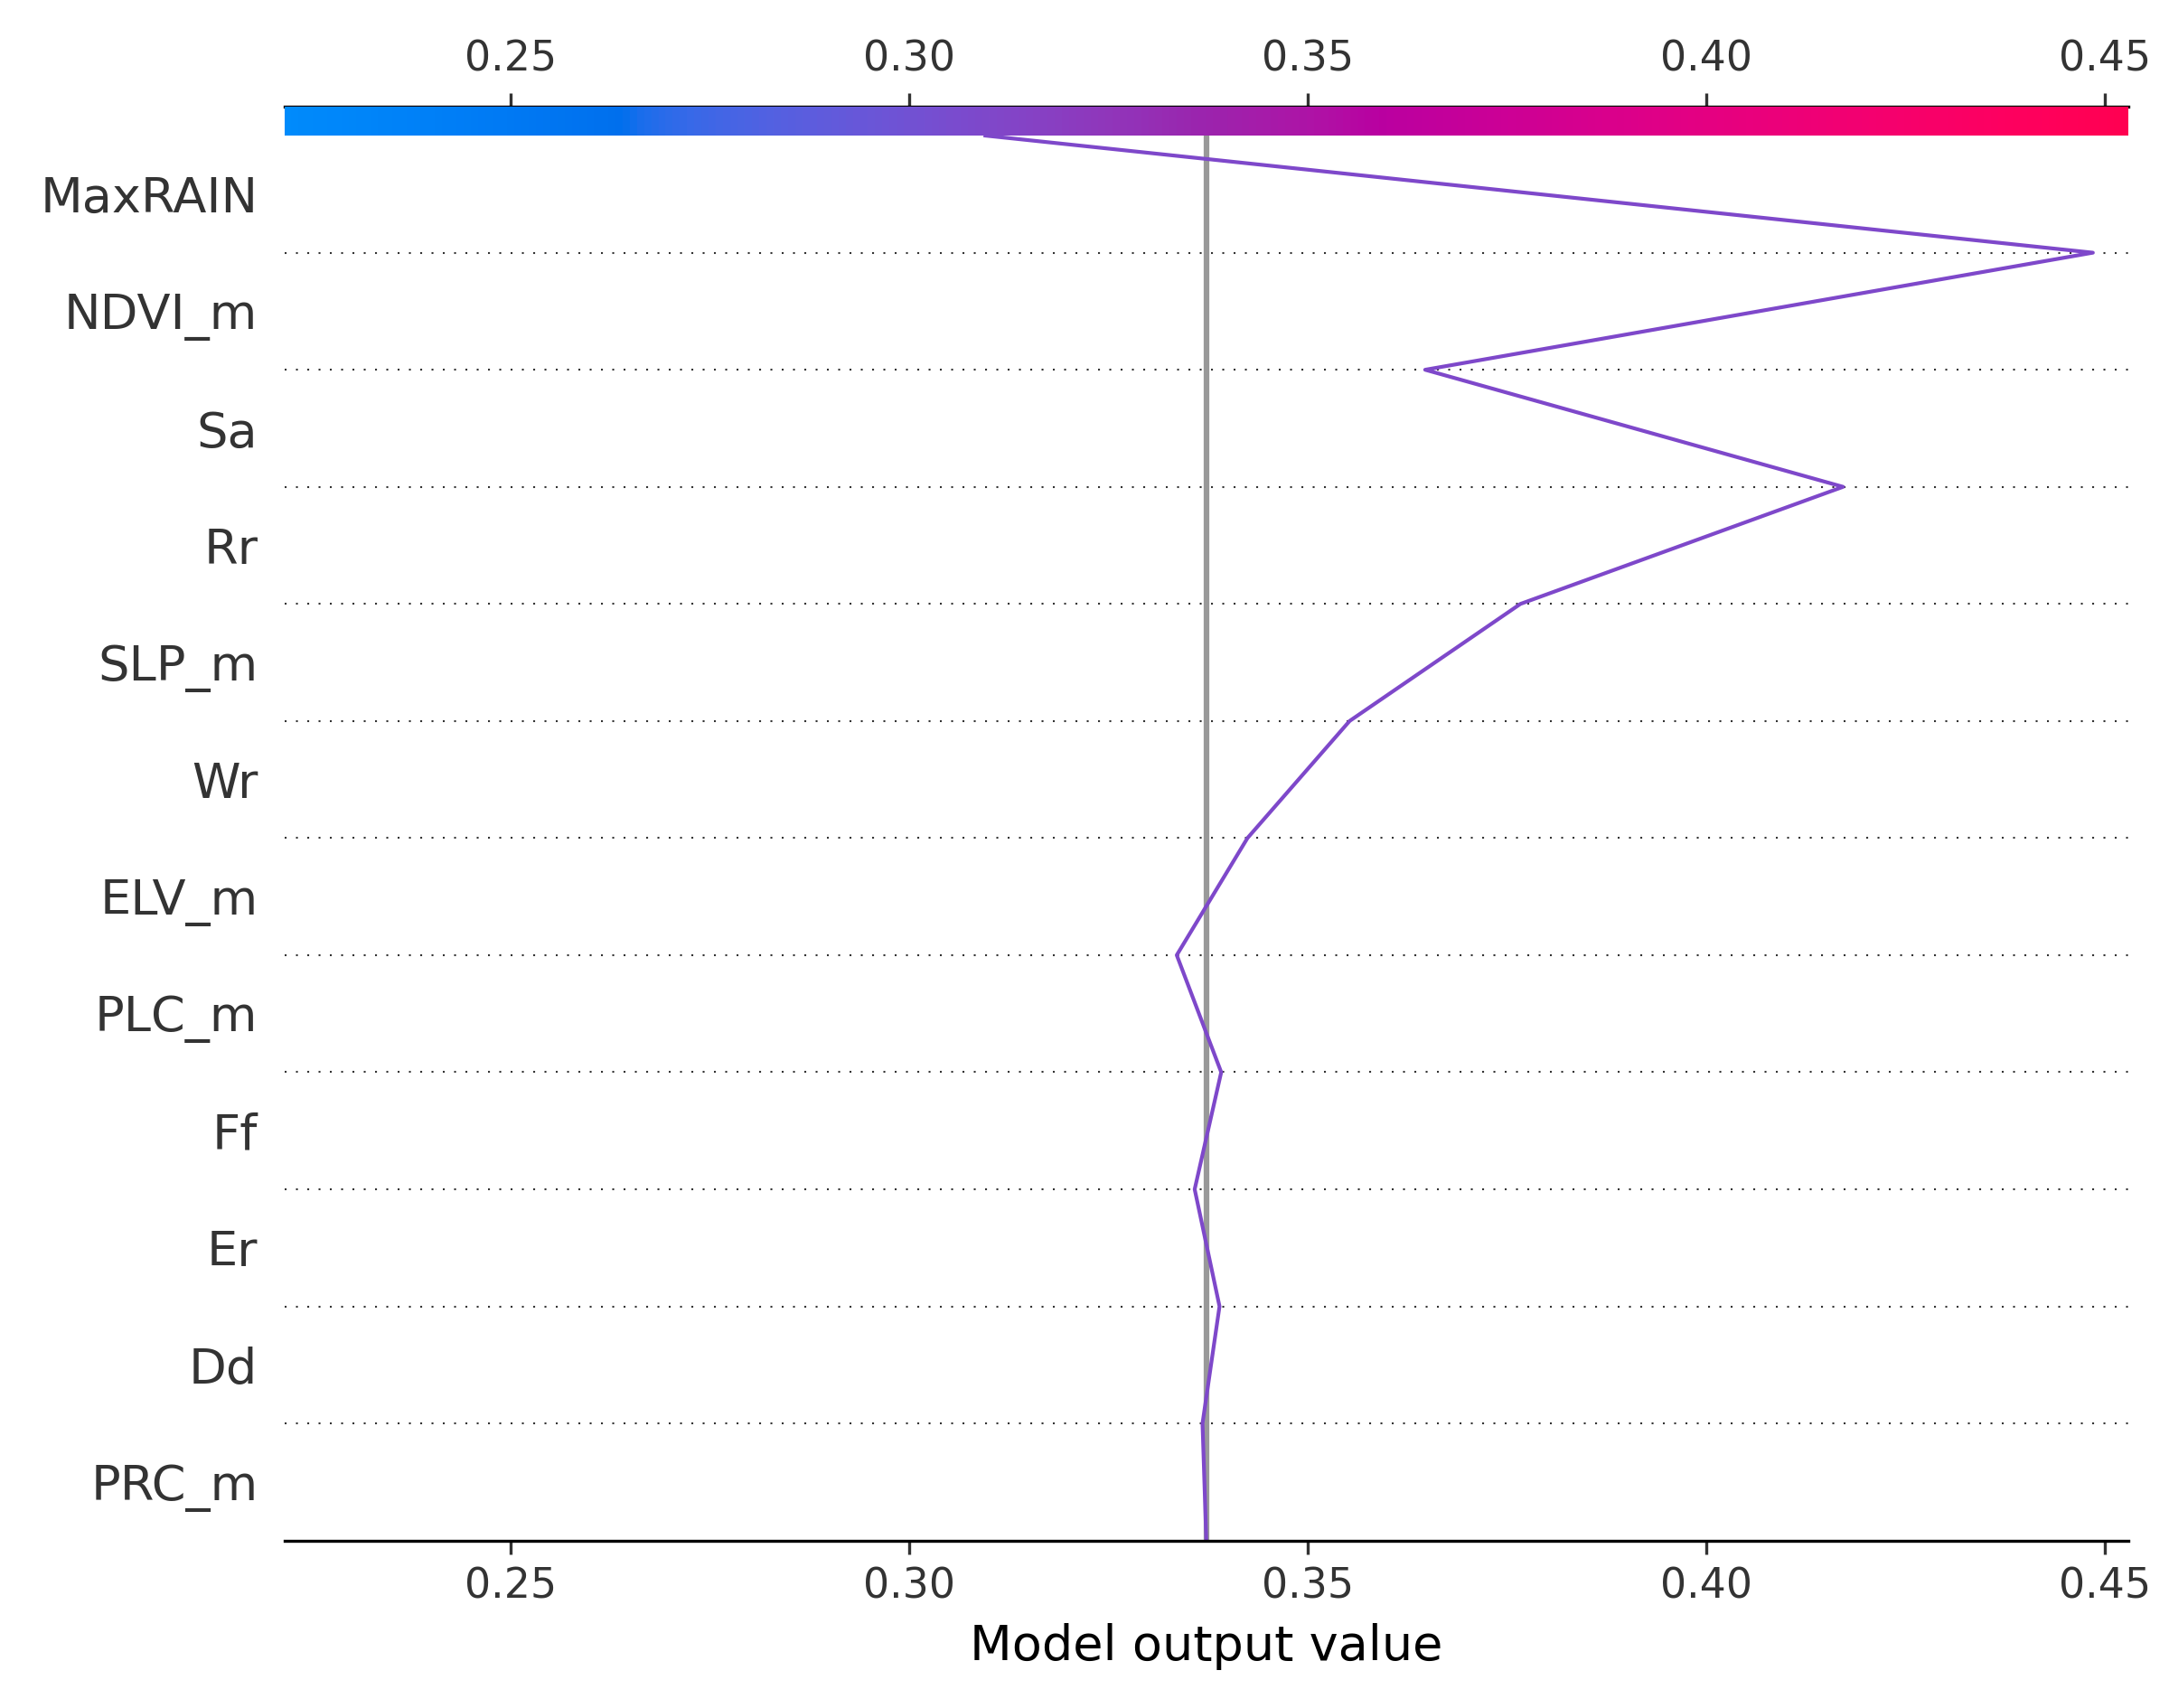 0.25 0.30 0.35 0.40 0.45
MaxRAIN
NDVI_m
Sa
Rr
SLP_m
Wr
ELV_m
PLC_m
Ff
Er
Dd
PRC_m
0.25 0.30 0.35 0.40 0.45
Model output value